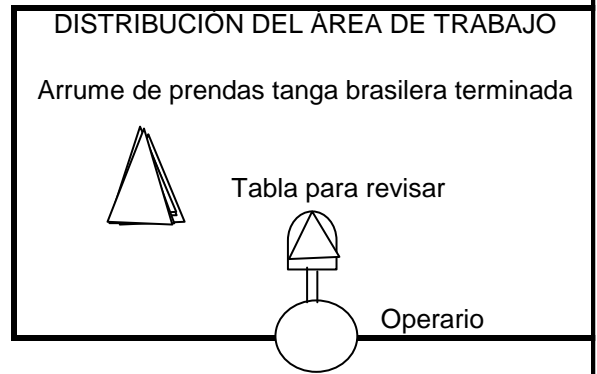 DISTRIBUCIÓN DEL ÁREA DE TRABAJO
Arrume de prendas tanga brasilera terminada
Tabla para revisar
Operario